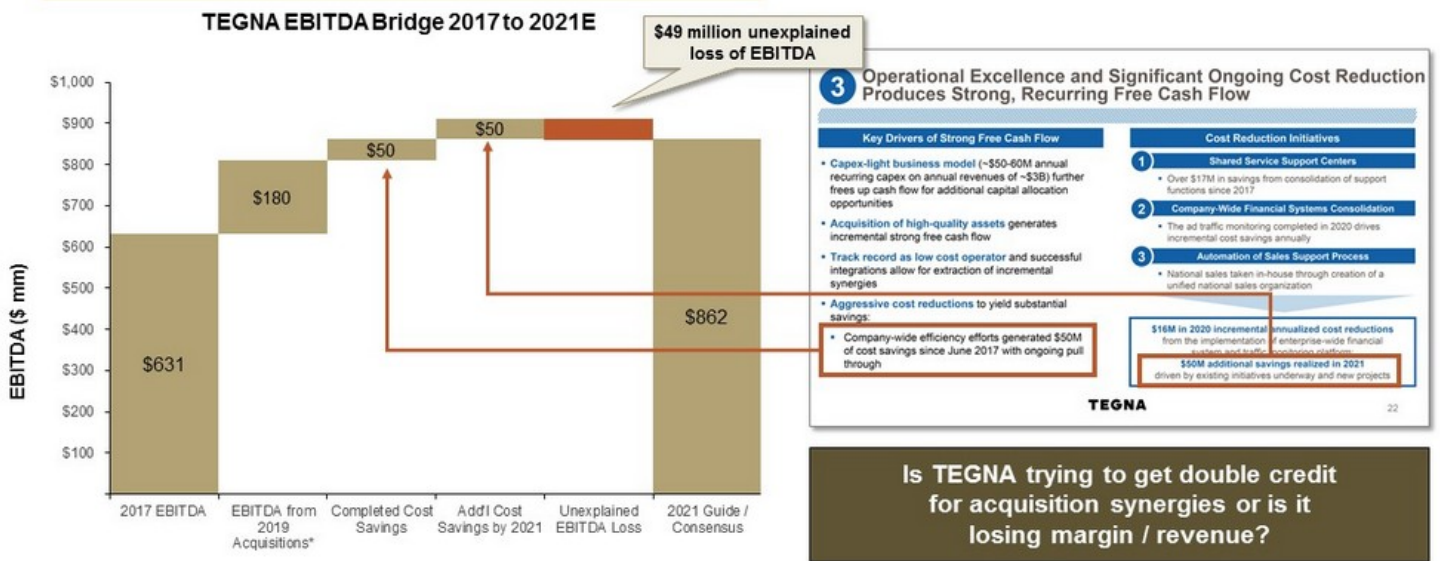 TEGNA EBITDA Bridge 2017 to 2021E
$49 million unexplained
loss of EBITDA
EBITDA ($ mm)
$1,000
$900
$800
$700
$600
$500
$400
$300
$200
$100
$631
$180
$50
$50
$862
2017 EBITDA
EBITDA from
2019
Acquisitions*
Completed Cost
Savings
Add'l Cost
Savings by 2021
Unexplained
EBITDA Loss
2021 Guide /
Consensus
3
Operational Excellence and Significant Ongoing Cost Reduction
Produces Strong, Recurring Free Cash Flow
Key Drivers of Strong Free Cash Flow
• Capex-light business model (~$50-60M annual
recurring capex on annual revenues of ~$3B) further
frees up cash flow for additional capital allocation
opportunities
• Acquisition of high-quality assets generates
incremental strong free cash flow
• Track record as low cost operator and successful
integrations allow for extraction of incremental
synergies
• Aggressive cost reductions to yield substantial
savings:
• Company-wide efficiency efforts generated $50M
of cost savings since June 2017 with ongoing pull
through
Cost Reduction Initiatives
1
Shared Service Support Centers
• Over $17M in savings from consolidation of support
functions since 2017
2
Company-Wide Financial Systems Consolidation
• The ad traffic monitoring completed in 2020 drives
incremental cost savings annually
3
Automation of Sales Support Process
• National sales taken in-house through creation of a
unified national sales organization
$16M in 2020 incremental annualized cost reductions
from the implementation of enterprise-wide financial
system and traffic monitoring platform;
$50M additional savings realized in 2021
driven by existing initiatives underway and new projects
TEGNA
22
Is TEGNA trying to get double credit
for acquisition synergies or is it
losing margin / revenue?